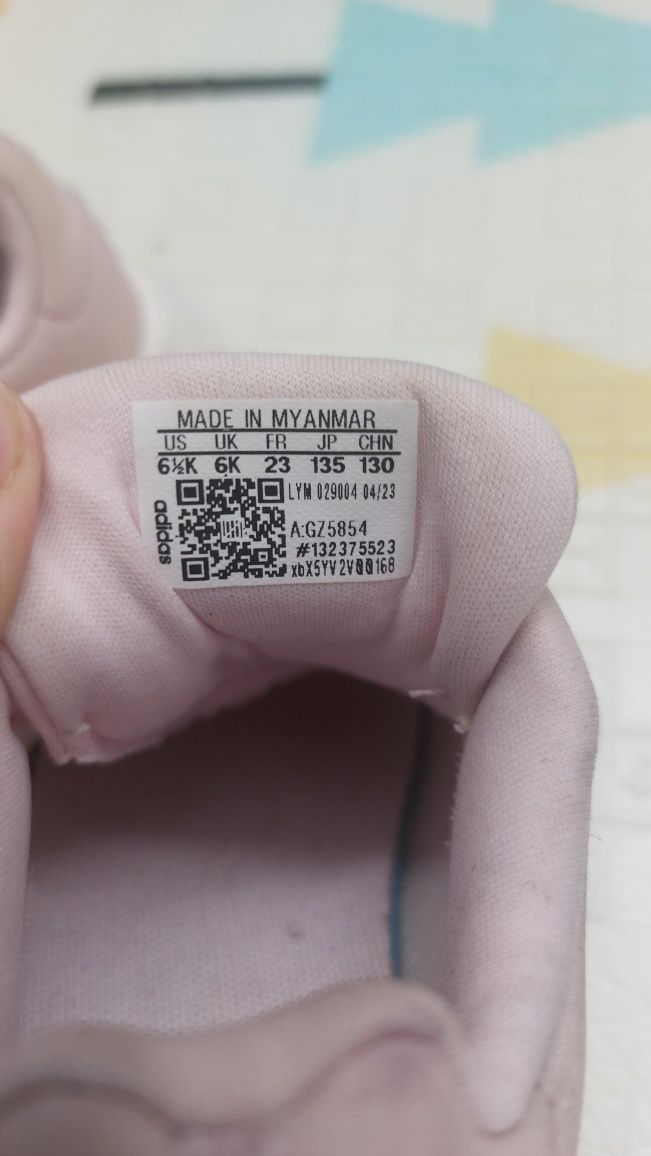 MADE IN MYANMAR
US UK FR JP CHN
6½K 6K 23 135 130
LYM 029004 04/23
A:GZ5854
#132375523
xbX5YV2V00168
adidas